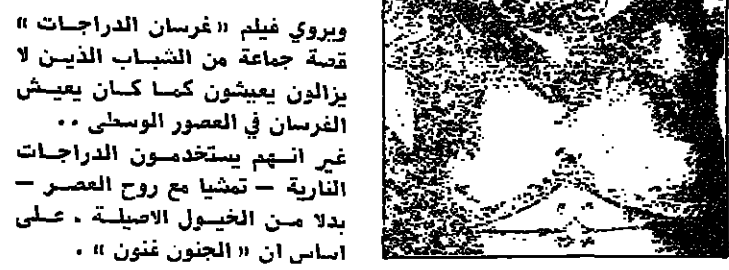 ويروي فيلم « فرسان الدراجات »
قصة جماعة من الشباب الذين لا
يزالون يعيشون كما كان يعيش
الفرسان في العصور الوسطى ..
غير انهم يستخدمون الدراجات
النارية — تمشيا مع روح العصر —
بدلا من الخيول الاصيلة . على
اساس ان « الجنون فنون » .